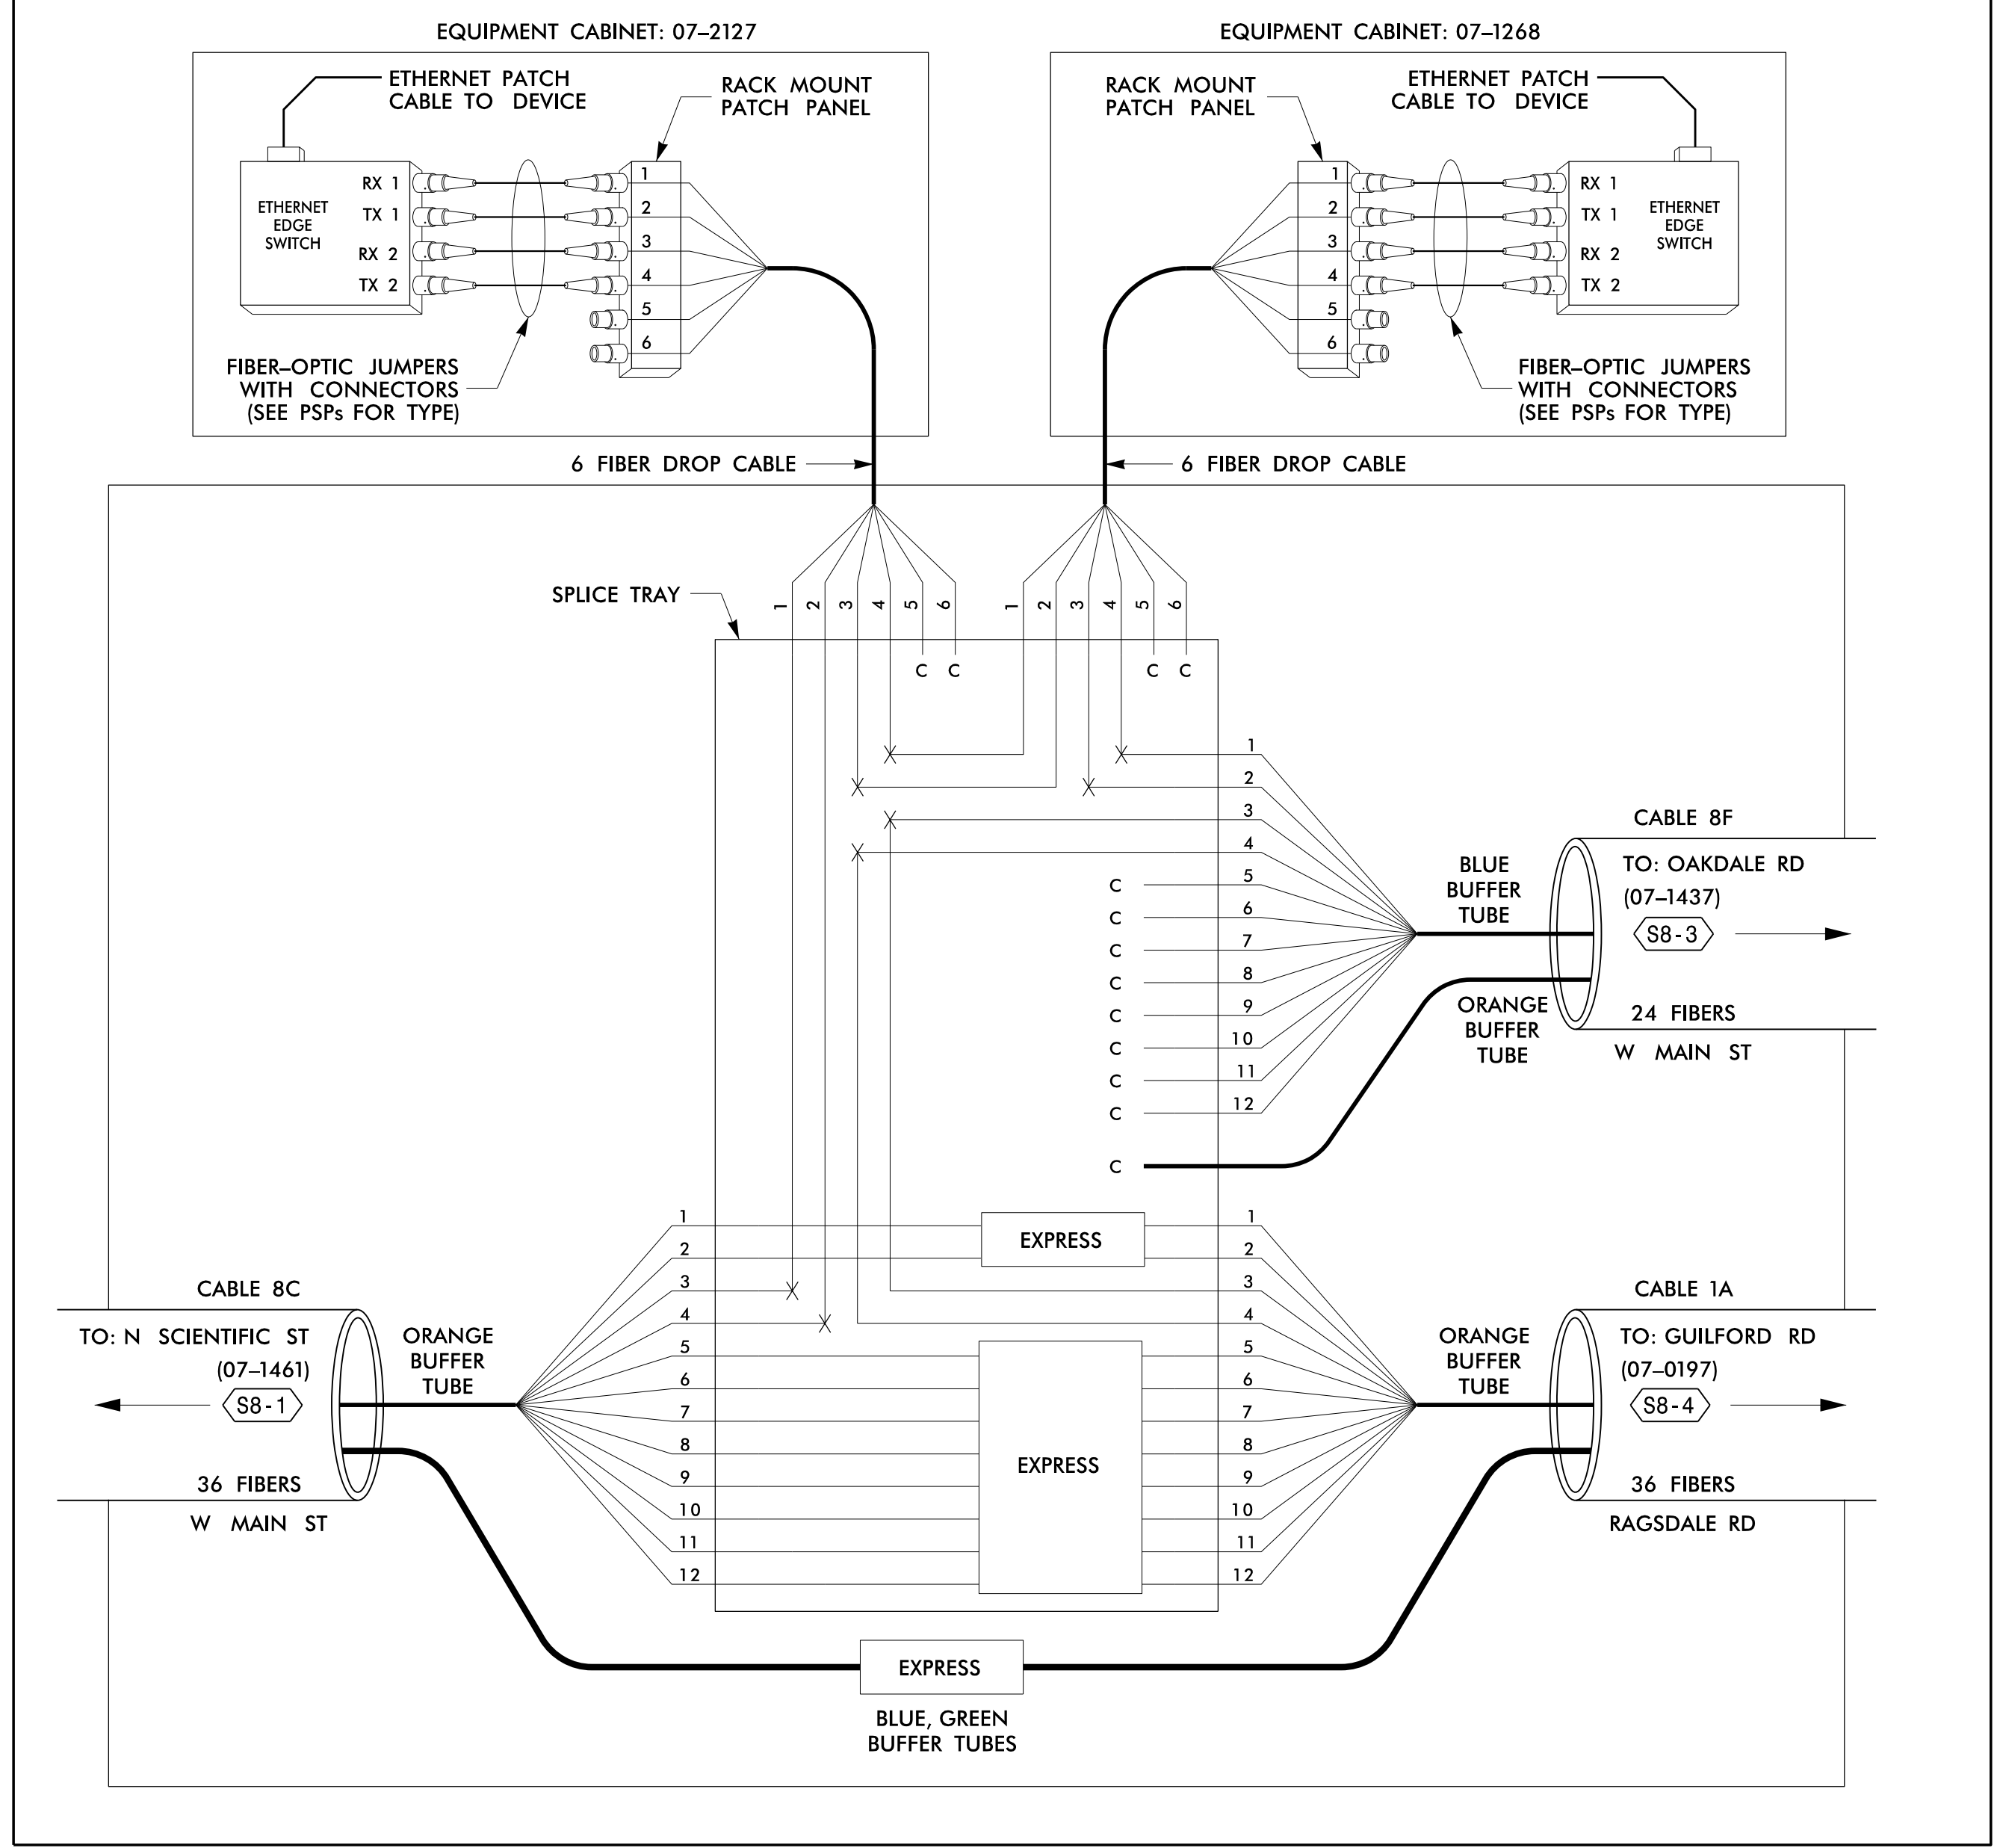 EQUIPMENT CABINET: 07–2127
ETHERNET PATCH
CABLE TO DEVICE
RACK MOUNT
PATCH PANEL
ETHERNET
EDGE
SWITCH
RX 1
TX 1
RX 2
TX 2
1
2
3
4
5
6
FIBER–OPTIC JUMPERS
WITH CONNECTORS
(SEE PSPs FOR TYPE)
EQUIPMENT CABINET: 07–1268
RACK MOUNT
PATCH PANEL
ETHERNET PATCH
CABLE TO DEVICE
1
2
3
4
5
6
RX 1
TX 1
RX 2
TX 2
ETHERNET
EDGE
SWITCH
FIBER–OPTIC JUMPERS
WITH CONNECTORS
(SEE PSPs FOR TYPE)
6 FIBER DROP CABLE
6 FIBER DROP CABLE
SPLICE TRAY
1 2 3 4 5 6
1 2 3 4 5 6
C C
C C
1
2
3
4
C 5
C 6
C 7
C 8
C 9
C 10
C 11
C 12
C
BLUE
BUFFER
TUBE
ORANGE
BUFFER
TUBE
CABLE 8F
TO: OAKDALE RD
(07–1437)
S8-3
24 FIBERS
W MAIN ST
CABLE 8C
TO: N SCIENTIFIC ST
(07–1461)
S8-1
36 FIBERS
W MAIN ST
ORANGE
BUFFER
TUBE
1
2
3
4
5
6
7
8
9
10
11
12
EXPRESS
EXPRESS
1
2
3
4
5
6
7
8
9
10
11
12
ORANGE
BUFFER
TUBE
CABLE 1A
TO: GUILFORD RD
(07–0197)
S8-4
36 FIBERS
RAGSDALE RD
EXPRESS
BLUE, GREEN
BUFFER TUBES